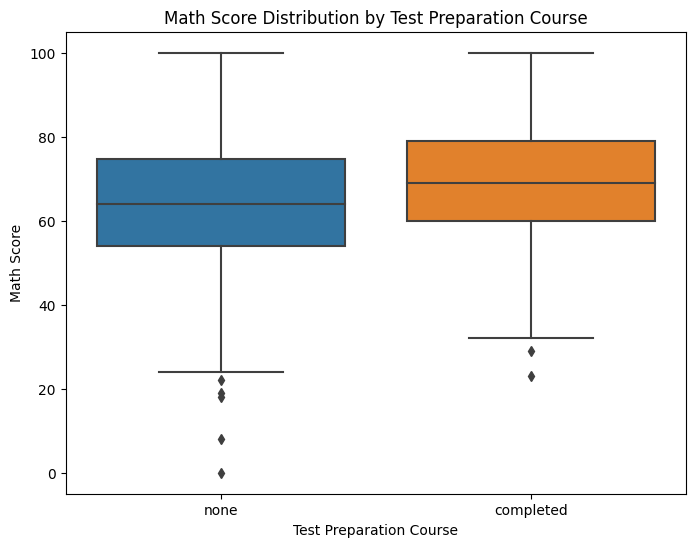 Math Score Distribution by Test Preparation Course
100
80
60
40
20
0
Math Score
none
completed
Test Preparation Course